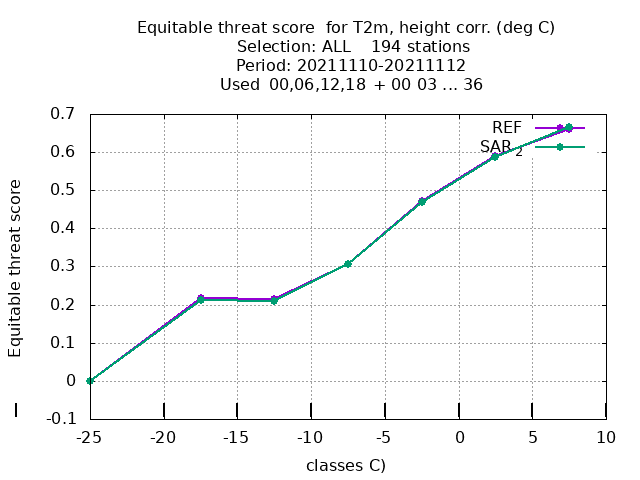 Equitable threat score for T2m, height corr. (deg C)
Selection: ALL 194 stations
Period: 20211110-20211112
Used 00,06,12,18 + 00 03 ... 36
REF
SAR_2
0.7
0.6
0.5
0.4
0.3
0.2
0.1
0
-0.1
-25 -20 -15 -10 -5 0 5 10
Equitable threat score
classes C)